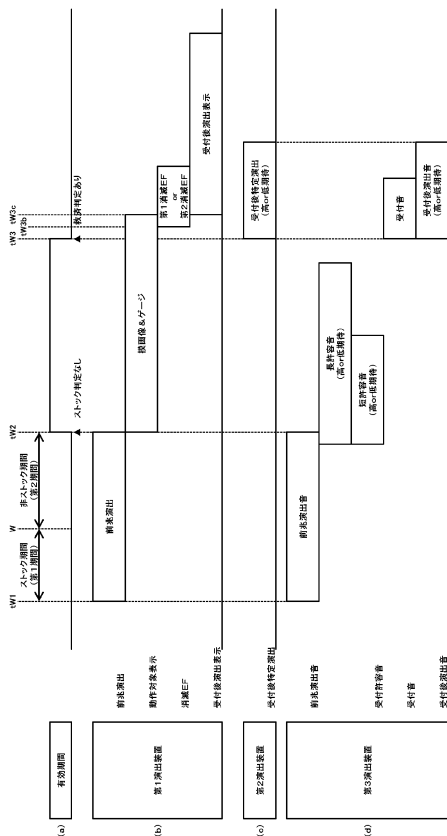 tW1
W
tW2
tW3
tW3b
tW3c
ストック期間
(第1期間)
非ストック期間
(第2期間)
ストック判定なし
救済判定あり
(a)
有効期間
(b)
第1演出装置
前兆演出
動作対象表示
消滅EF
受付後演出表示
前兆演出
操画像&ゲージ
第1消滅EF
or
第2消滅EF
受付後演出表示
(c)
第2演出装置
受付後特定演出
受付後特定演出
(高or低期待)
(d)
第3演出装置
前兆演出音
受付許容音
受付音
受付後演出音
前兆演出音
長許容音
(高or低期待)
短許容音
(高or低期待)
受付音
受付後演出音
(高or低期待)